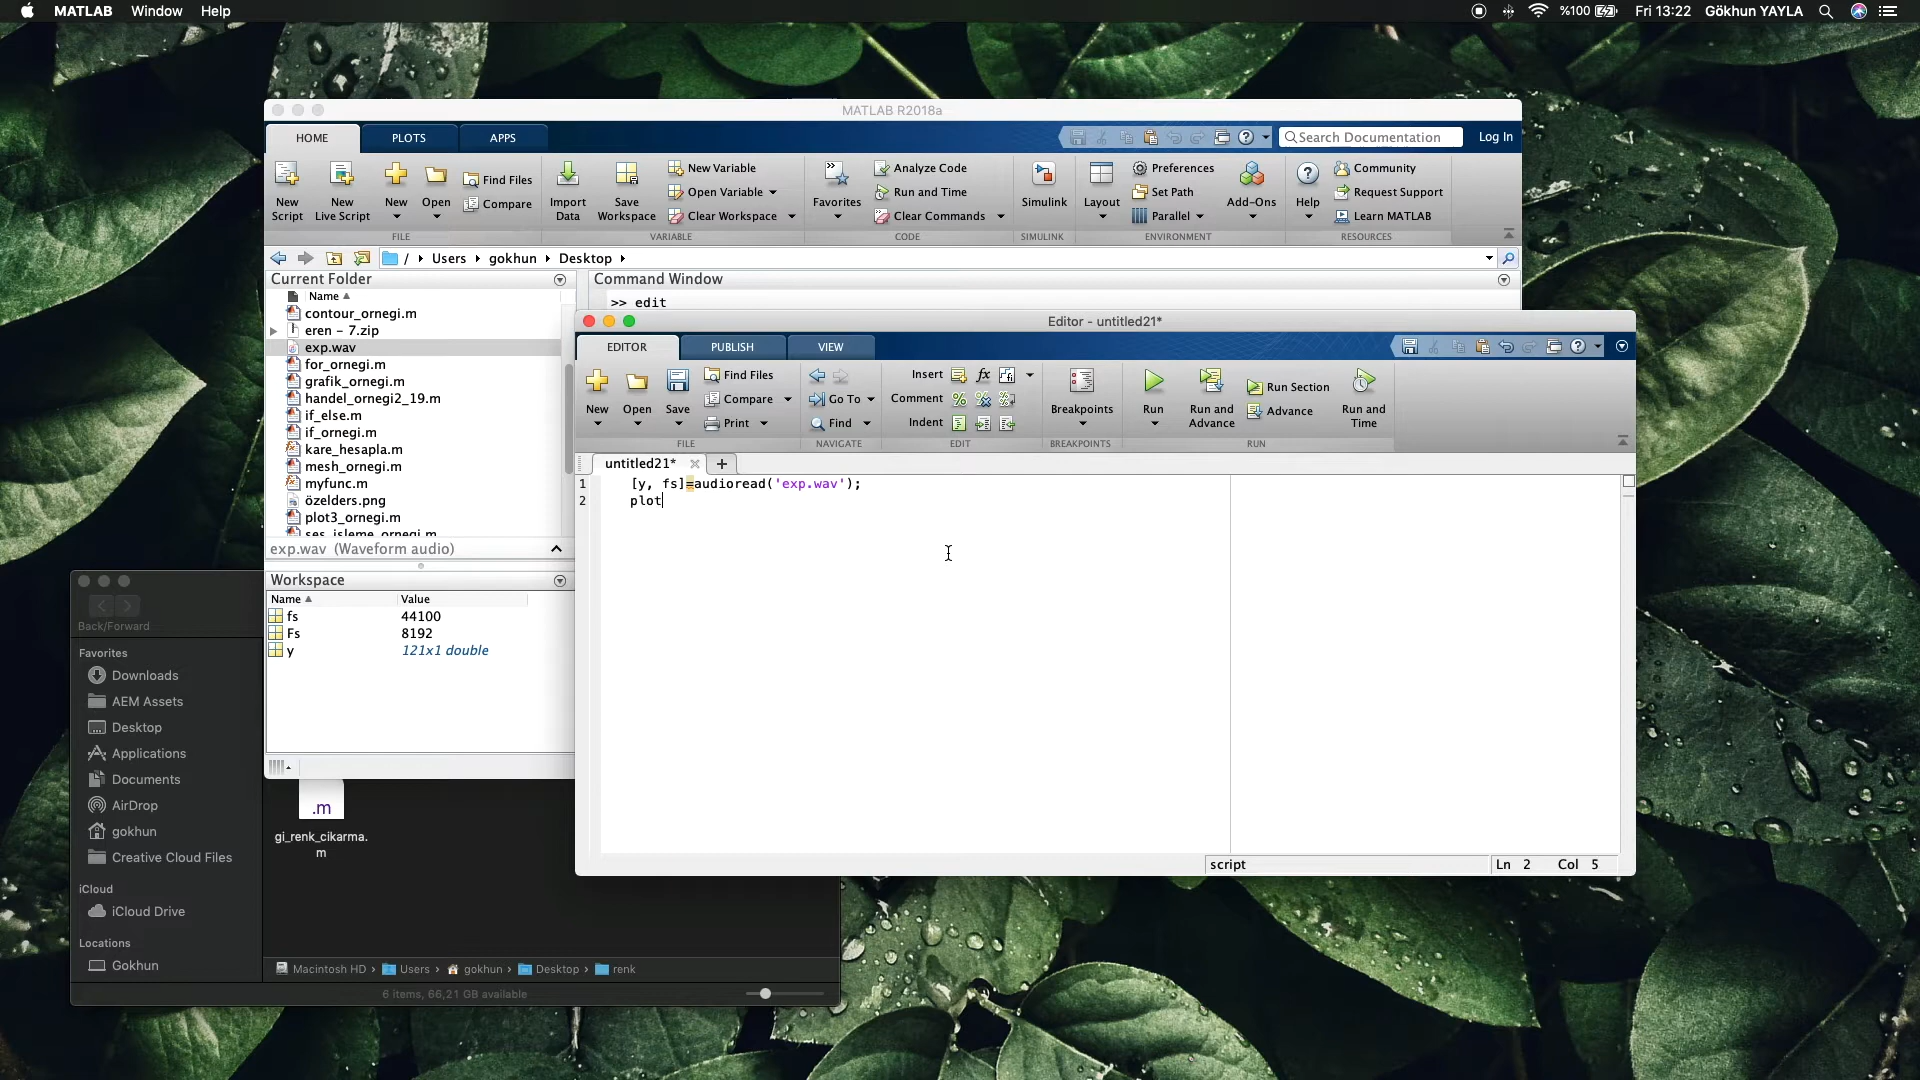 MATLAB Window Help
%100 Fri 13:22 Gökhun YAYLA
MATLAB R2018a
HOME PLOTS APPS
Search Documentation Log In
New Script
New Live Script
New
Open
Find Files
Compare
FILE
Import Data
Save Workspace
New Variable
Open Variable
Clear Workspace
VARIABLE
Favorites
Analyze Code
Run and Time
Clear Commands
CODE
Simulink
SIMULINK
Layout
Preferences
Set Path
Parallel
Add-Ons
ENVIRONMENT
Help
Community
Request Support
Learn MATLAB
RESOURCES
/ Users gokhun Desktop
Current Folder
Name
contour_ornegi.m
eren - 7.zip
exp.wav
for_ornegi.m
grafik_ornegi.m
handel_ornegi2_19.m
if_else.m
if_ornegi.m
kare_hesapla.m
mesh_ornegi.m
myfunc.m
özelders.png
plot3_ornegi.m
ses_isleme_ornegi.m
exp.wav (Waveform audio)
Workspace
Name Value
fs 44100
Fs 8192
y 121x1 double
Command Window
>> edit
Editor - untitled21*
EDITOR PUBLISH VIEW
New
Open
Save
Find Files
Compare
Print
FILE
Go To
Find
NAVIGATE
Insert
Comment
Indent
EDIT
Breakpoints
BREAKPOINTS
Run
Run and Advance
Run Section
Advance
Run and Time
RUN
untitled21*
1 [y, fs]=audioread('exp.wav');
2 plot
script Ln 2 Col 5
Back/Forward
Favorites
Downloads
AEM Assets
Desktop
Applications
Documents
AirDrop
gokhun
Creative Cloud Files
iCloud
iCloud Drive
Locations
Gokhun
.m
gi_renk_cikarma.
m
Macintosh HD › Users › gokhun › Desktop › renk
6 items, 66,21 GB available